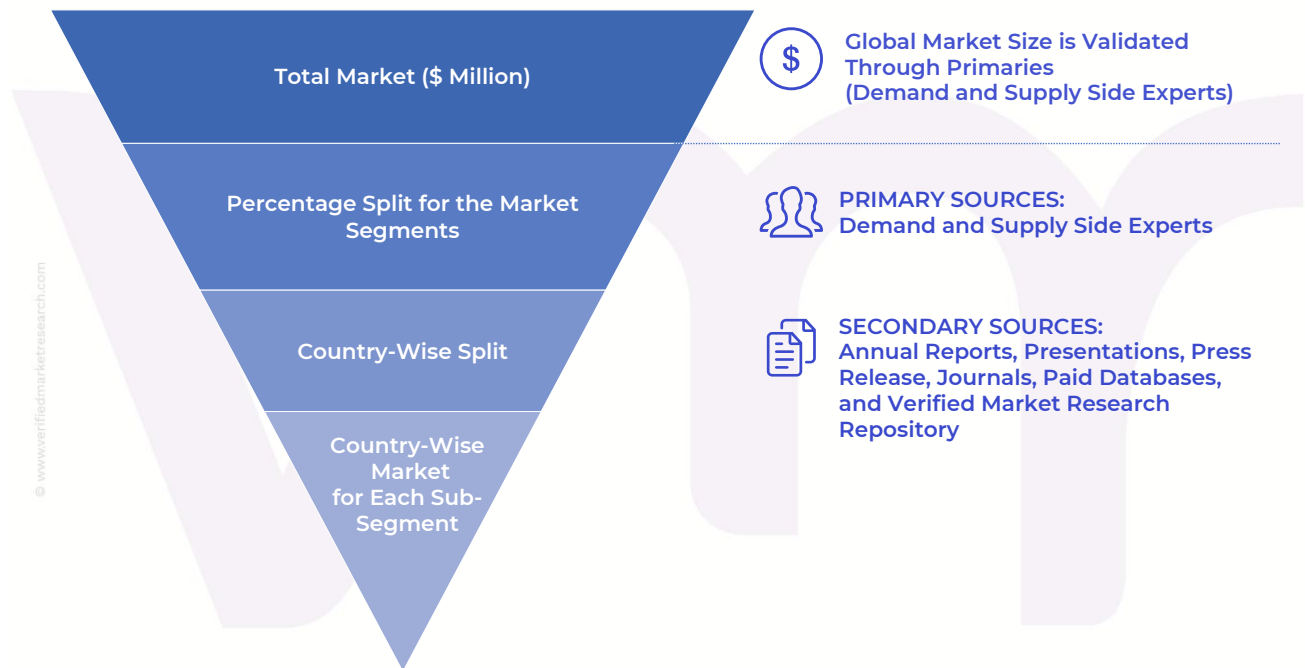 Total Market ($ Million)
$
Global Market Size is Validated
Through Primaries
(Demand and Supply Side Experts)
Percentage Split for the Market
Segments
PRIMARY SOURCES:
Demand and Supply Side Experts
Country-Wise Split
SECONDARY SOURCES:
Annual Reports, Presentations, Press
Release, Journals, Paid Databases,
and Verified Market Research
Repository
Country-Wise
Market
for Each Sub-
Segment
© www.verifiedmarketresearch.com